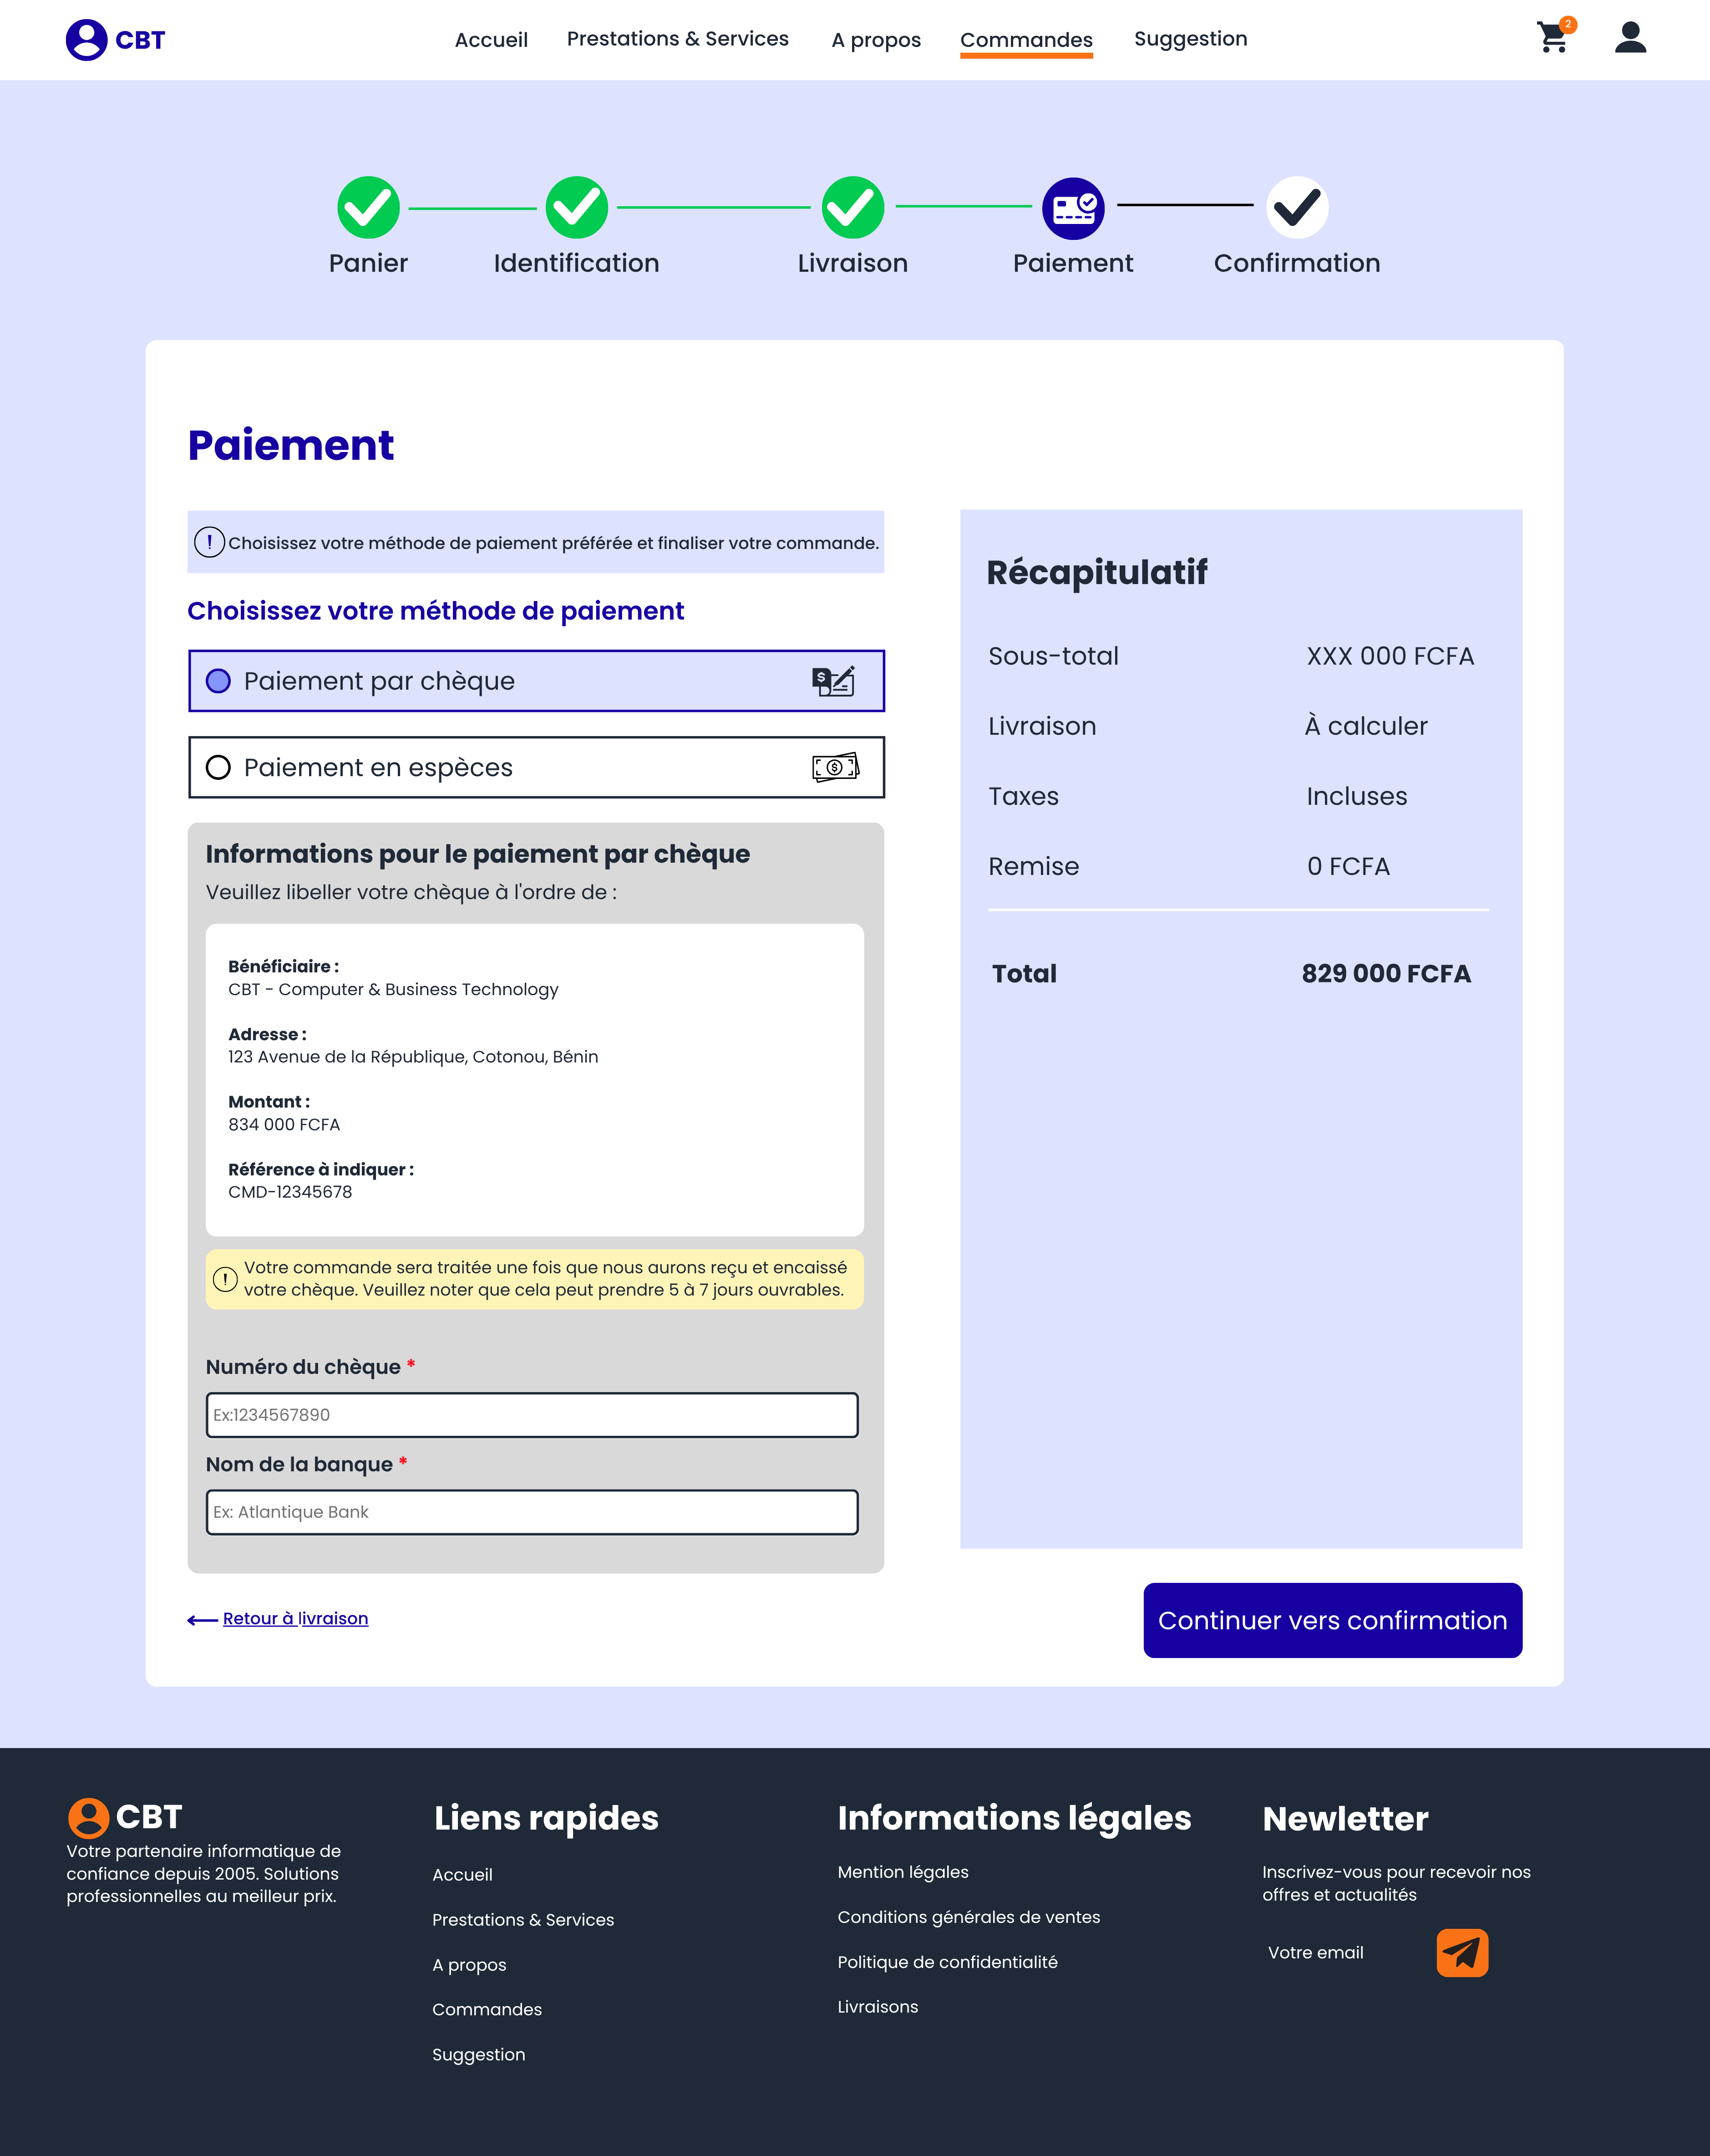 CBT
Accueil
Prestations & Services
A propos
Commandes
Suggestion
2
Panier
Identification
Livraison
Paiement
Confirmation
Paiement
! Choisissez votre méthode de paiement préférée et finaliser votre commande.
Choisissez votre méthode de paiement
Paiement par chèque
$
Paiement en espèces
$
Informations pour le paiement par chèque
Veuillez libeller votre chèque à l'ordre de :
Bénéficiaire :
CBT - Computer & Business Technology
Adresse :
123 Avenue de la République, Cotonou, Bénin
Montant :
834 000 FCFA
Référence à indiquer :
CMD-12345678
! Votre commande sera traitée une fois que nous aurons reçu et encaissé
votre chèque. Veuillez noter que cela peut prendre 5 à 7 jours ouvrables.
Numéro du chèque *
Ex:1234567890
Nom de la banque *
Ex: Atlantique Bank
Retour à livraison
Récapitulatif
Sous-total XXX 000 FCFA
Livraison À calculer
Taxes Incluses
Remise 0 FCFA
Total 829 000 FCFA
Continuer vers confirmation
CBT
Votre partenaire informatique de
confiance depuis 2005. Solutions
professionnelles au meilleur prix.
Liens rapides
Accueil
Prestations & Services
A propos
Commandes
Suggestion
Informations légales
Mention légales
Conditions générales de ventes
Politique de confidentialité
Livraisons
Newletter
Inscrivez-vous pour recevoir nos
offres et actualités
Votre email